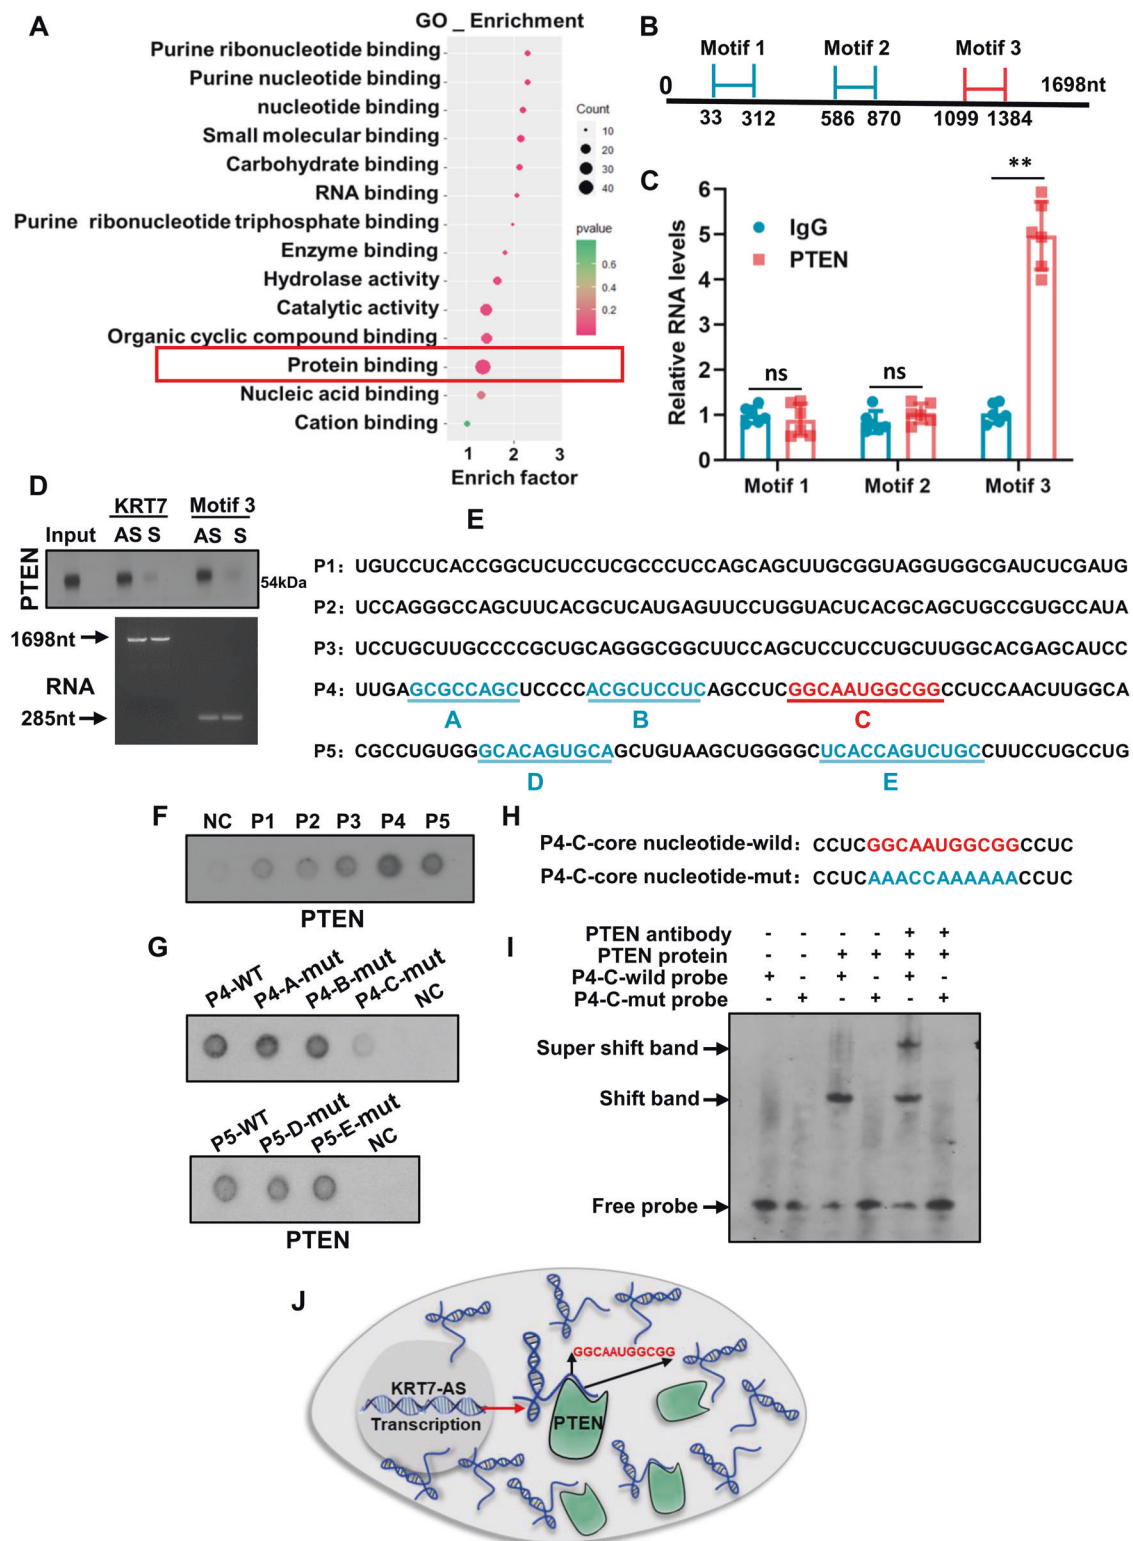 A
GO _ Enrichment
Purine ribonucleotide binding
Purine nucleotide binding
nucleotide binding
Small molecular binding
Carbohydrate binding
RNA binding
Purine ribonucleotide triphosphate binding
Enzyme binding
Hydrolase activity
Catalytic activity
Organic cyclic compound binding
Protein binding
Nucleic acid binding
Cation binding
1 2 3
Enrich factor
Count
10
20
30
40
pvalue
0.6
0.4
0.2
B
Motif 1 Motif 2 Motif 3
0 1698nt
33 312 586 870 1099 1384
C
Relative RNA levels
6
5
4
3
2
1
0
IgG
PTEN
ns ns **
Motif 1 Motif 2 Motif 3
D
KRT7 Motif 3
Input AS S AS S
PTEN
54kDa
1698nt
RNA
285nt
E
P1: UGUCCUCACCGGCUCUCCUCGCCCUCCAGCAGCUUGCGGUAGGUGGCGAUCUCGAUG
P2: UCCAGGGCCAGCUUCACGCUCAUGAGUUCCUGGUACUCACGCAGCUGCCGUGCCAUA
P3: UCCUGCUUGCCCCGCUGCAGGGCGGCUUCCAGCUCCUCCUGCUUGGCACGAGCAUCC
P4: UUGAGCGCCAGCUCCCCACGCUCCUCAGCCUCGGCAAUGGCGGCCUCCAACUUGGCA
A B C
P5: CGCCUGUGGGCACAGUGCAGCUGUAAGCUGGGGCUCACCAGUCUGCCUUCCUGCCUG
D E
F
NC P1 P2 P3 P4 P5
PTEN
G
P4-WT P4-A-mut P4-B-mut P4-C-mut NC
P5-WT P5-D-mut P5-E-mut NC
PTEN
H
P4-C-core nucleotide-wild: CCUCGGCAAUGGCGGCCUC
P4-C-core nucleotide-mut: CCUCAAACCAAAAAACCUC
I
PTEN antibody - - - - + +
PTEN protein - - + + + +
P4-C-wild probe + - + - + -
P4-C-mut probe - + - + - +
Super shift band
Shift band
Free probe
J
GGCAAUGGCGG
KRT7-AS
Transcription
PTEN